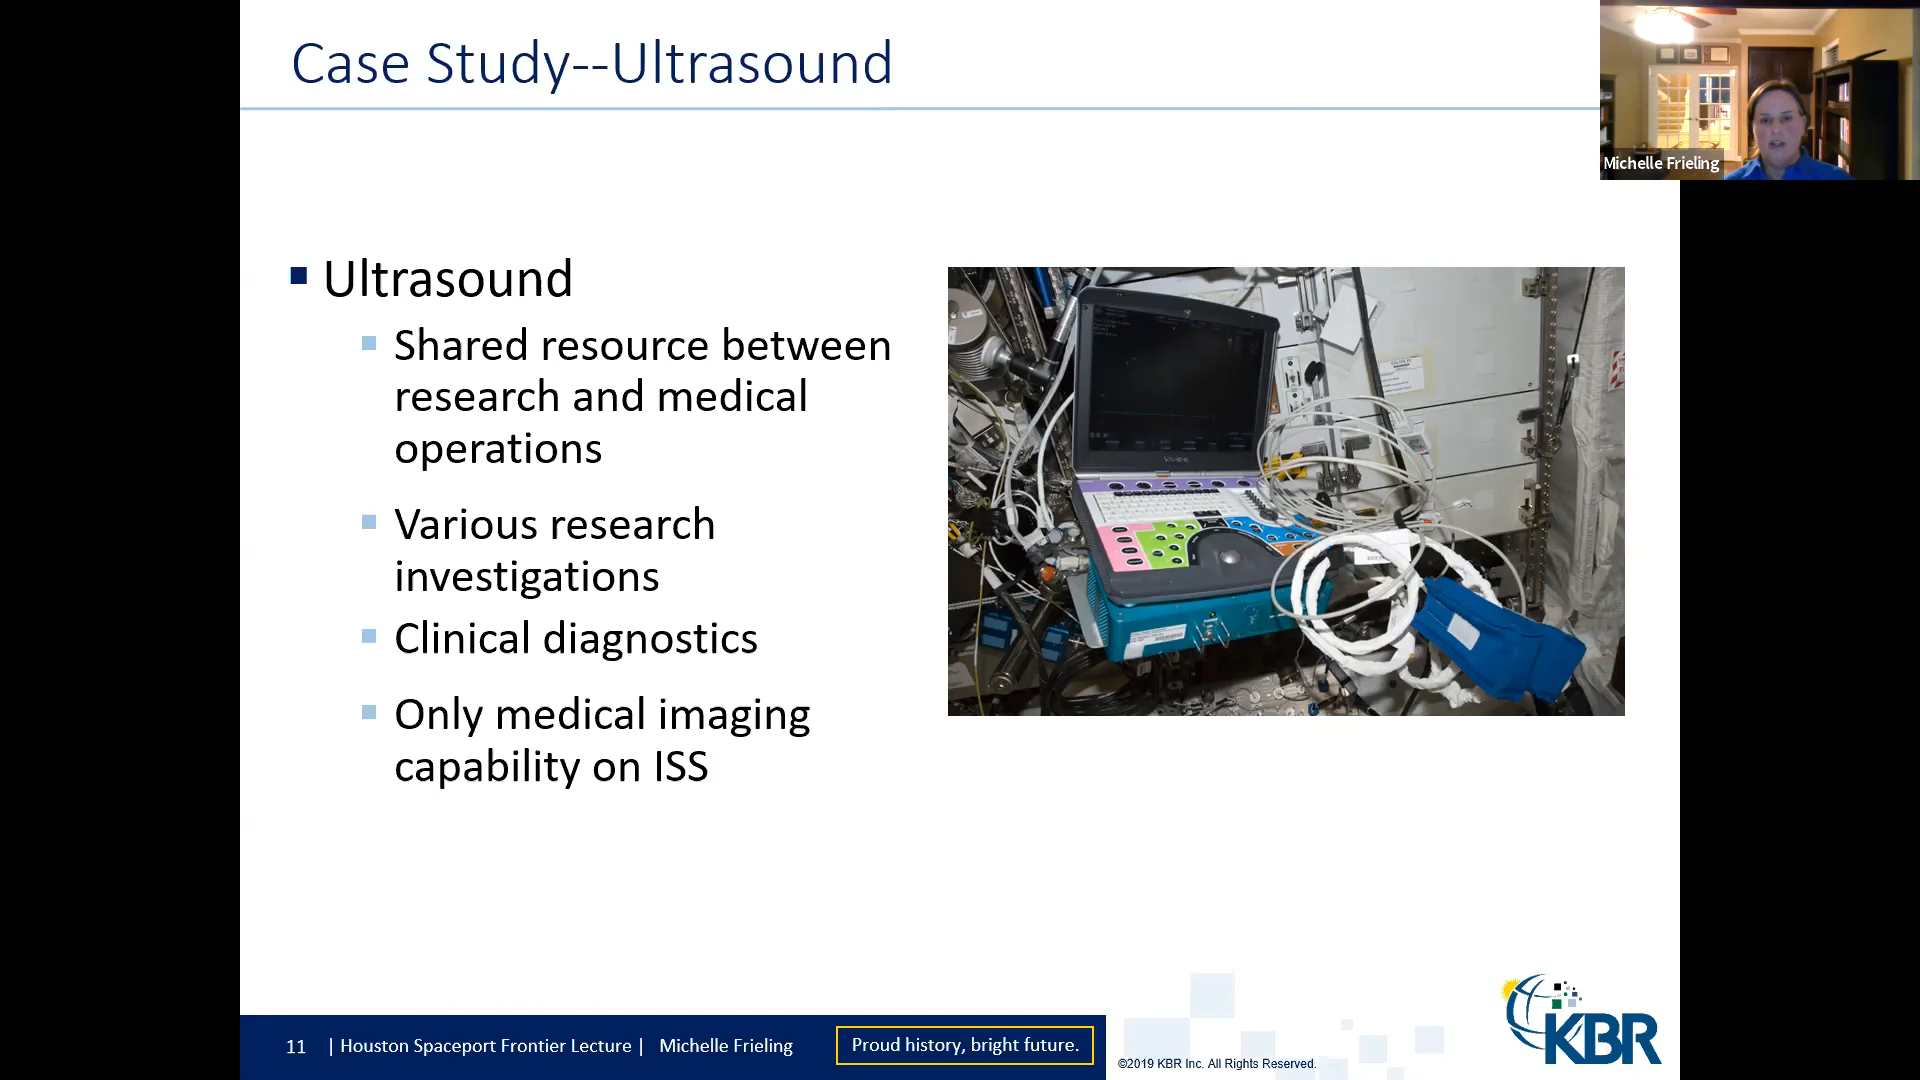 Case Study--Ultrasound
Michelle Frieling
Ultrasound
Shared resource between
research and medical
operations
Various research
investigations
Clinical diagnostics
Only medical imaging
capability on ISS
11 | Houston Spaceport Frontier Lecture | Michelle Frieling
Proud history, bright future.
©2019 KBR Inc. All Rights Reserved.
KBR